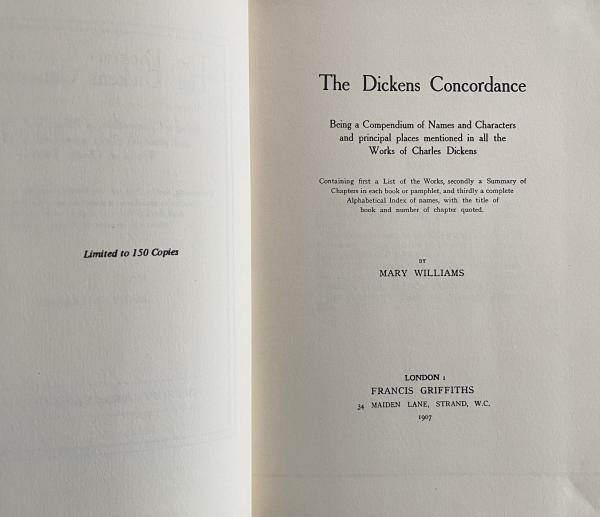 Limited to 150 Copies
The Dickens Concordance
Being a Compendium of Names and Characters
and principal places mentioned in all the
Works of Charles Dickens
Containing first a List of the Works, secondly a Summary of
Chapters in each book or pamphlet, and thirdly a complete
Alphabetical Index of names, with the title of
book and number of chapter quoted.
BY
MARY WILLIAMS
LONDON :
FRANCIS GRIFFITHS
34 MAIDEN LANE, STRAND, W.C.
1907